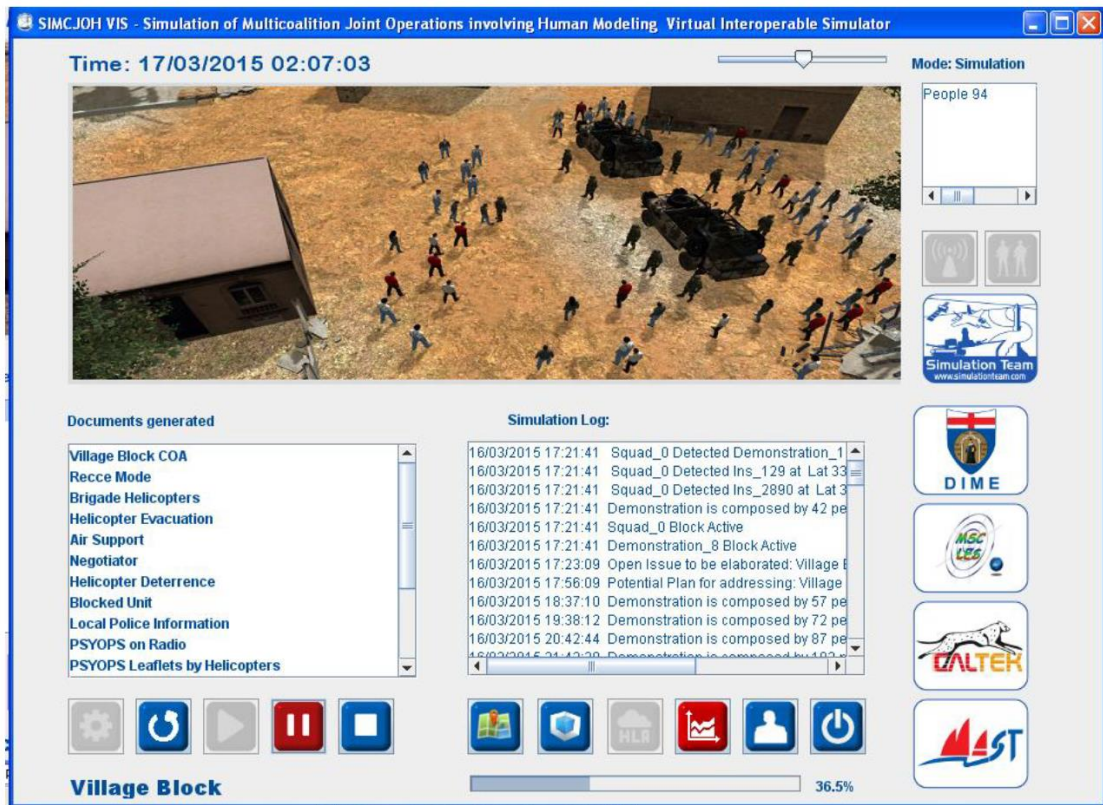 SIMCJOH VIS - Simulation of Multicoalition Joint Operations involving Human Modeling Virtual Interoperable Simulator
Time: 17/03/2015 02:07:03
Mode: Simulation
People 94
Simulation Team
www.simulationteam.com
Documents generated
Village Block COA
Recce Mode
Brigade Helicopters
Helicopter Evacuation
Air Support
Negotiator
Helicopter Deterrence
Blocked Unit
Local Police Information
PSYOPS on Radio
PSYOPS Leaflets by Helicopters
Simulation Log:
16/03/2015 17:21:41 Squad_0 Detected Demonstration_1
16/03/2015 17:21:41 Squad_0 Detected Ins_129 at Lat 33
16/03/2015 17:21:41 Squad_0 Detected Ins_2890 at Lat 3
16/03/2015 17:21:41 Demonstration is composed by 42 pe
16/03/2015 17:21:41 Squad_0 Block Active
16/03/2015 17:21:41 Demonstration_8 Block Active
16/03/2015 17:23:09 Open Issue to be elaborated: Village
16/03/2015 17:56:09 Potential Plan for addressing: Village
16/03/2015 18:37:10 Demonstration is composed by 57 pe
16/03/2015 19:38:12 Demonstration is composed by 72 pe
16/03/2015 20:42:44 Demonstration is composed by 87 pe
DIME
MSC
LES
CALTEK
MAST
HLA
Village Block
36.5%